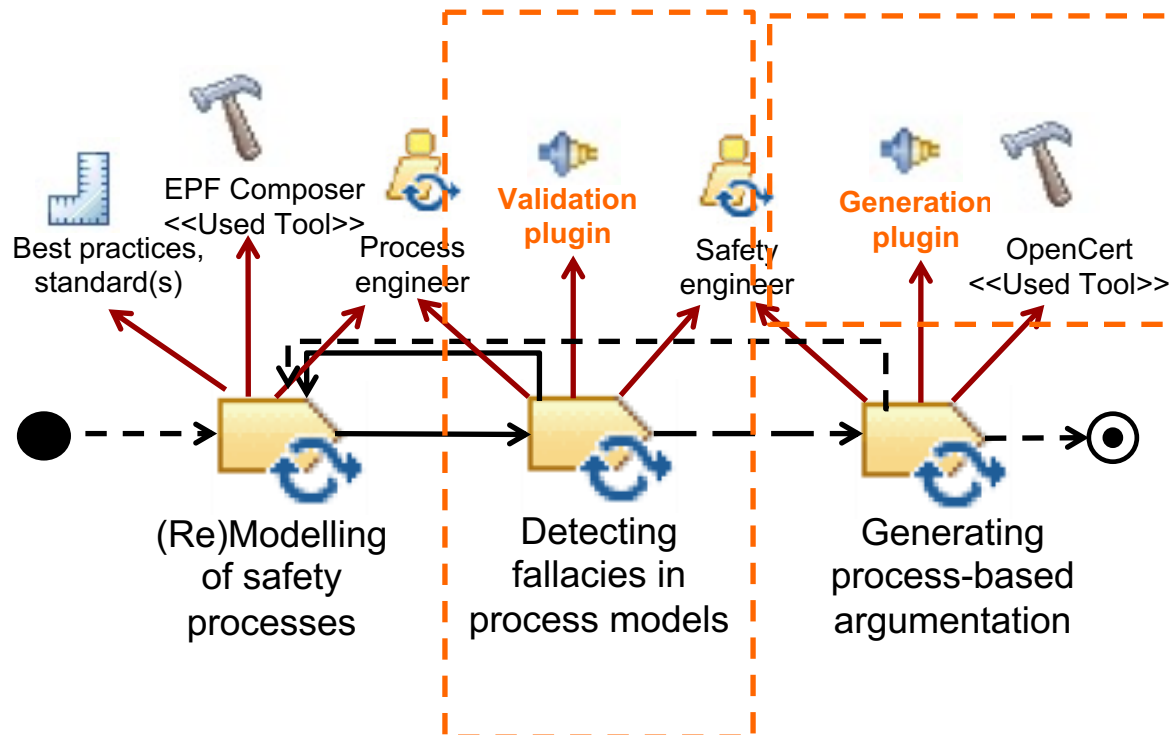 EPF Composer
<<Used Tool>>
Best practices,
standard(s)
Process
engineer
Validation
plugin
Safety
engineer
Generation
plugin
OpenCert
<<Used Tool>>
(Re)Modelling
of safety
processes
Detecting
fallacies in
process models
Generating
process-based
argumentation